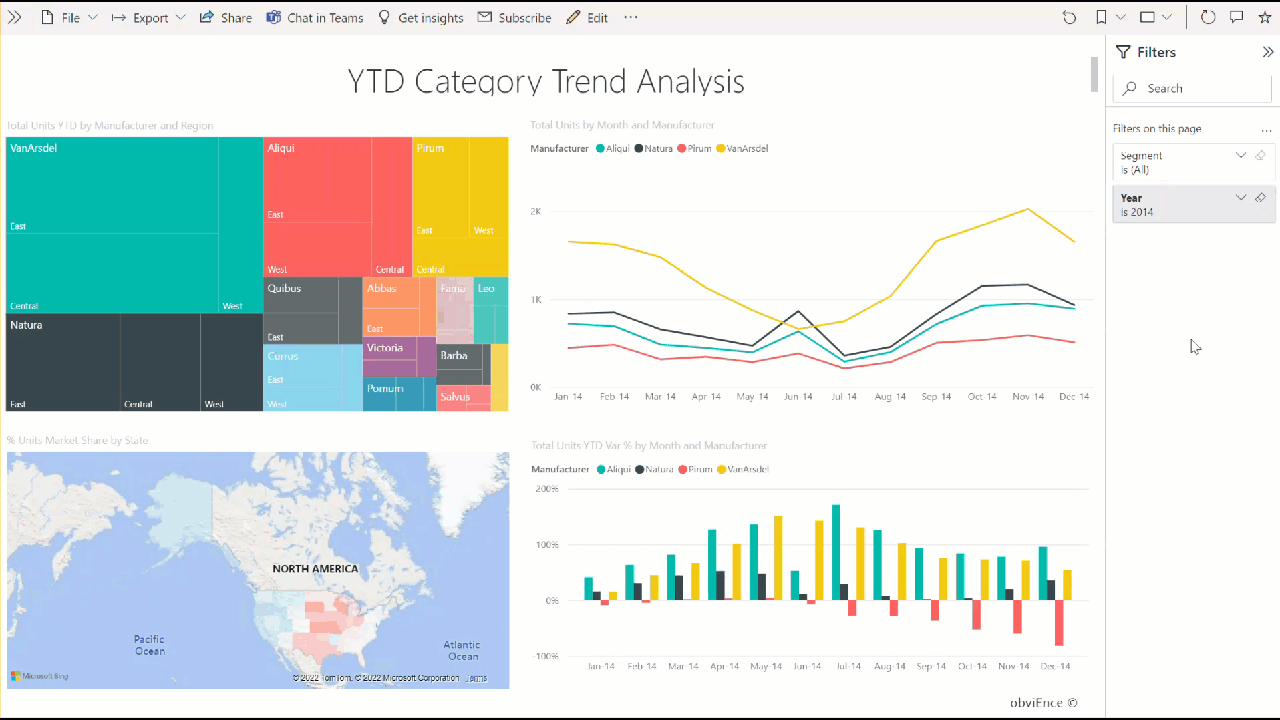 File Export Share Chat in Teams Get insights Subscribe Edit ...
Filters
YTD Category Trend Analysis
Search
Total Units YTD by Manufacturer and Region
VanArsdel
East
Central
West
Natura
East
Central
West
Aliqui
East
West
Central
Pirum
East
West
Central
Quibus
East
Currus
East
West
Abbas
East
Victoria
Pomum
Fama
Leo
Barba
Salvus
Total Units by Month and Manufacturer
Manufacturer Aliqui Natura Pirum VanArsdel
2K
1K
0K
Jan-14 Feb-14 Mar-14 Apr-14 May-14 Jun-14 Jul-14 Aug-14 Sep-14 Oct-14 Nov-14 Dec-14
% Units Market Share by State
NORTH AMERICA
Pacific
Ocean
Atlantic
Ocean
Microsoft Bing
© 2022 TomTom, © 2022 Microsoft Corporation Terms
Total Units YTD Var % by Month and Manufacturer
Manufacturer Aliqui Natura Pirum VanArsdel
200%
100%
0%
-100%
Jan-14 Feb-14 Mar-14 Apr-14 May-14 Jun-14 Jul-14 Aug-14 Sep-14 Oct-14 Nov-14 Dec-14
obviEnce ©
Filters on this page ...
Segment
is (All)
Year
is 2014